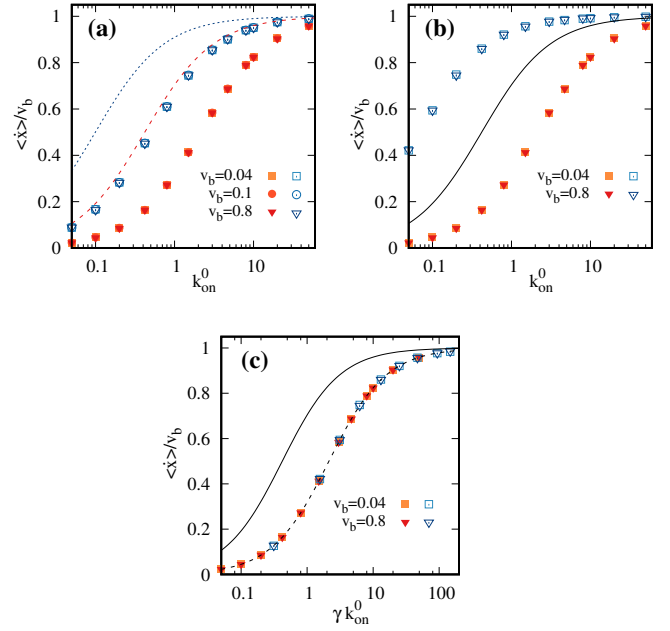 (a)
1
0.8
0.6
0.4
0.2
0
<ẋ>/v_b
v_b=0.04
v_b=0.1
v_b=0.8
0.1 1 10
k_on^0
(b)
1
0.8
0.6
0.4
0.2
0
<ẋ>/v_b
v_b=0.04
v_b=0.8
0.1 1 10
k_on^0
(c)
1
0.8
0.6
0.4
0.2
0
<ẋ>/v_b
v_b=0.04
v_b=0.8
0.1 1 10 100
γ k_on^0